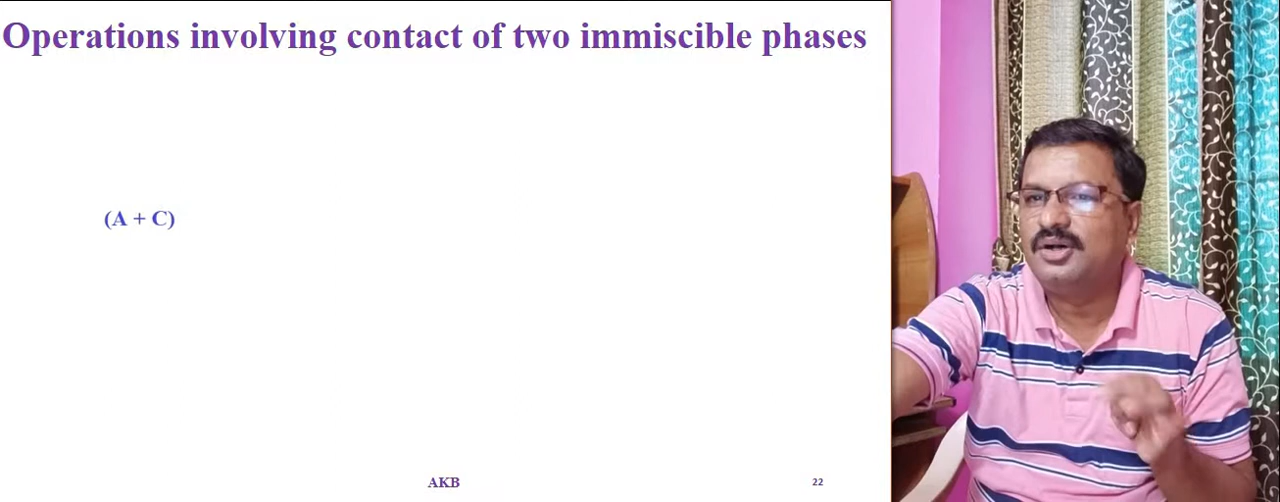 Operations involving contact of two immiscible phases
(A + C)
AKB
22